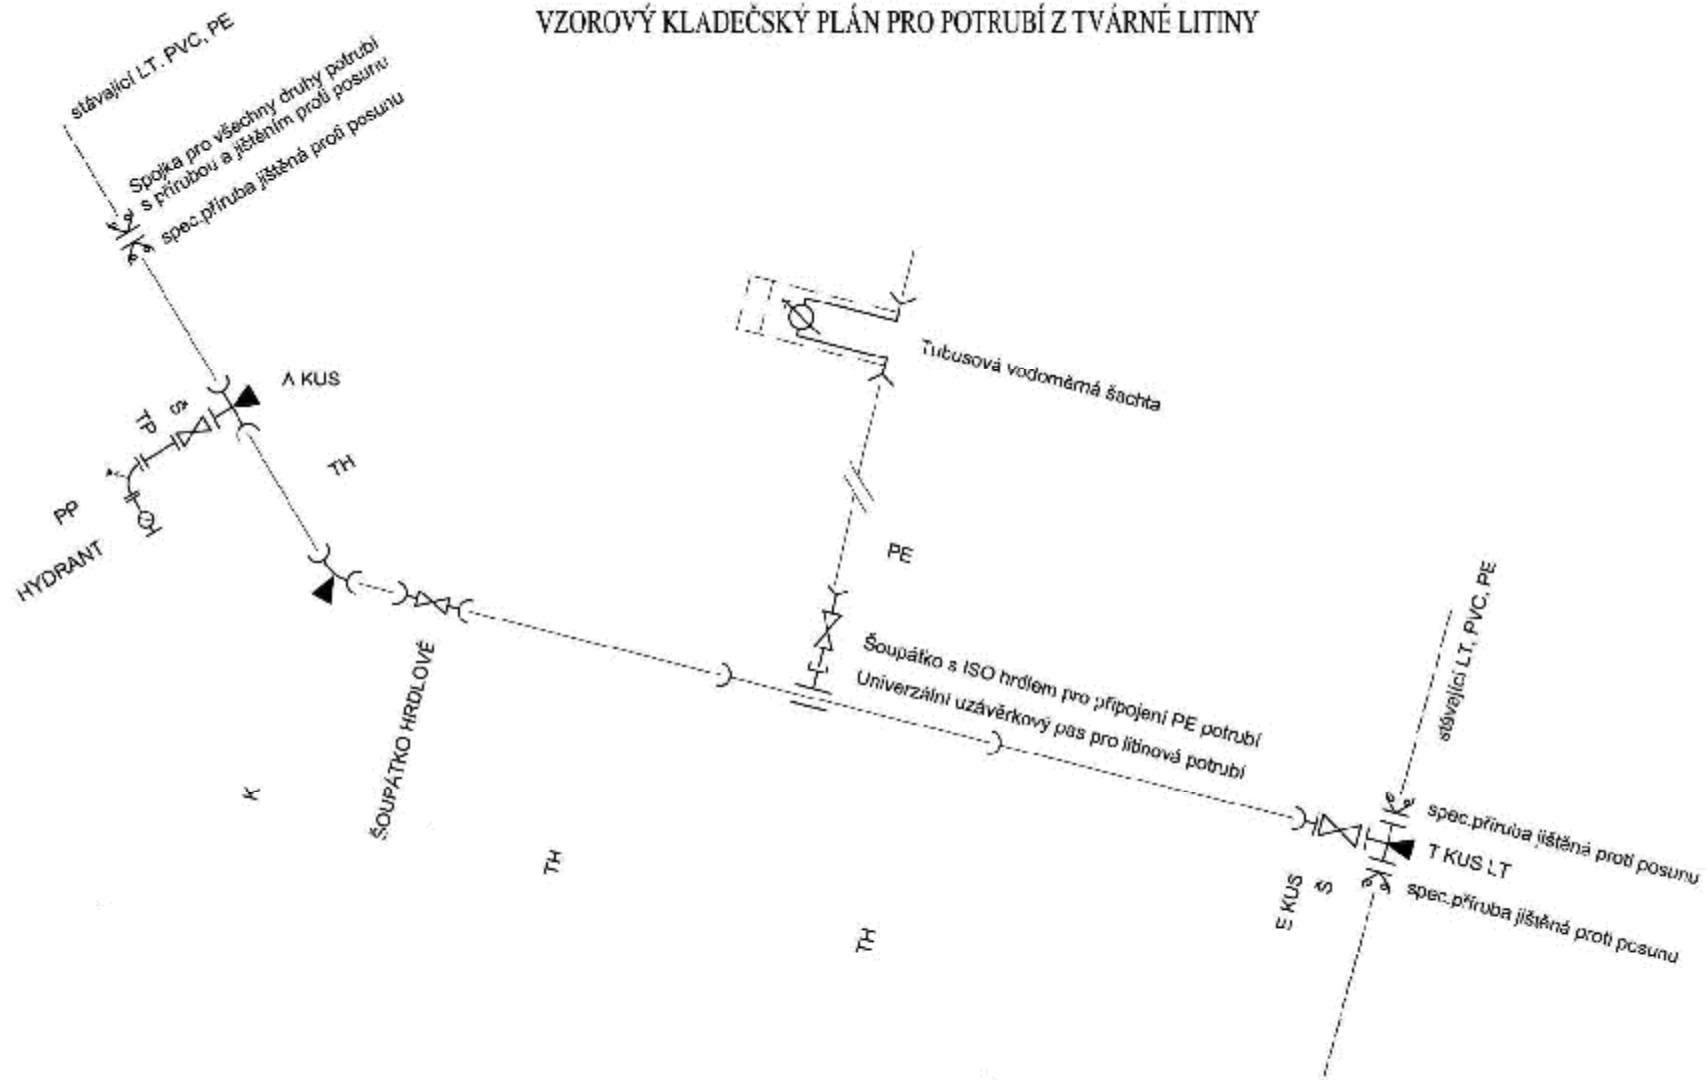 VZOROVÝ KLADEČSKÝ PLÁN PRO POTRUBÍ Z TVÁRNÉ LITINY
stávající LT, PVC, PE
Spojka pro všechny druhy potrubí
s přírubou a jištěním proti posunu
spec.příruba jištěná proti posunu
A KUS
Š
TP
TH
PP
HYDRANT
Tubusová vodoměrná šachta
PE
Šoupátko s ISO hrdlem pro připojení PE potrubí
Univerzální uzávěrkový pas pro litinová potrubí
ŠOUPÁTKO HRDLOVÉ
K
TH
TH
stávající LT, PVC, PE
spec.příruba jištěná proti posunu
T KUS LT
spec.příruba jištěná proti posunu
E KUS
Š